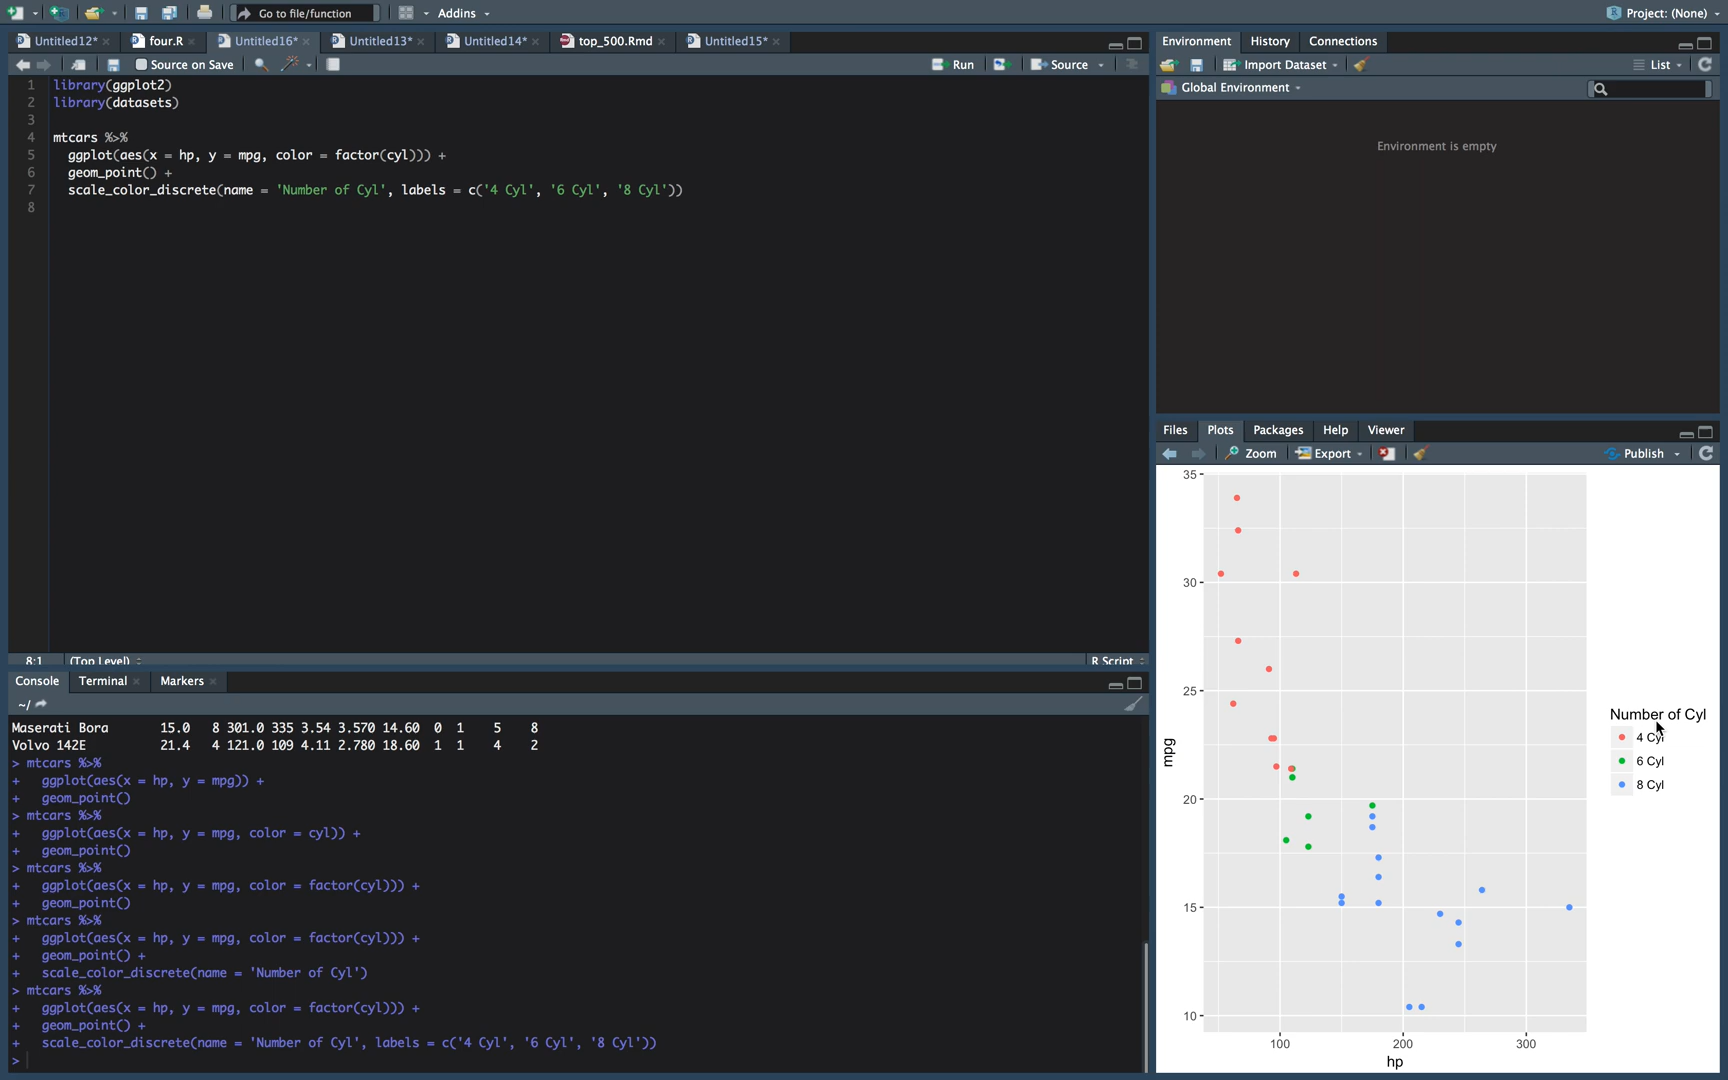 Go to file/function Addins Project: (None)
Untitled12* four.R Untitled16* Untitled13* Untitled14* top_500.Rmd Untitled15*
Source on Save Run Source
1 library(ggplot2)
2 library(datasets)
3
4 mtcars %>%
5 ggplot(aes(x = hp, y = mpg, color = factor(cyl))) +
6 geom_point() +
7 scale_color_discrete(name = 'Number of Cyl', labels = c('4 Cyl', '6 Cyl', '8 Cyl'))
8
8:1 (Top Level) R Script
Console Terminal Markers
~/
Maserati Bora 15.0 8 301.0 335 3.54 3.570 14.60 0 1 5 8
Volvo 142E 21.4 4 121.0 109 4.11 2.780 18.60 1 1 4 2
> mtcars %>%
+ ggplot(aes(x = hp, y = mpg)) +
+ geom_point()
> mtcars %>%
+ ggplot(aes(x = hp, y = mpg, color = cyl)) +
+ geom_point()
> mtcars %>%
+ ggplot(aes(x = hp, y = mpg, color = factor(cyl))) +
+ geom_point()
> mtcars %>%
+ ggplot(aes(x = hp, y = mpg, color = factor(cyl))) +
+ geom_point() +
+ scale_color_discrete(name = 'Number of Cyl')
> mtcars %>%
+ ggplot(aes(x = hp, y = mpg, color = factor(cyl))) +
+ geom_point() +
+ scale_color_discrete(name = 'Number of Cyl', labels = c('4 Cyl', '6 Cyl', '8 Cyl'))
>
Environment History Connections
Import Dataset List
Global Environment
Environment is empty
Files Plots Packages Help Viewer
Zoom Export Publish
35
30
25
20
15
10
mpg
100 200 300
hp
Number of Cyl
4 Cyl
6 Cyl
8 Cyl